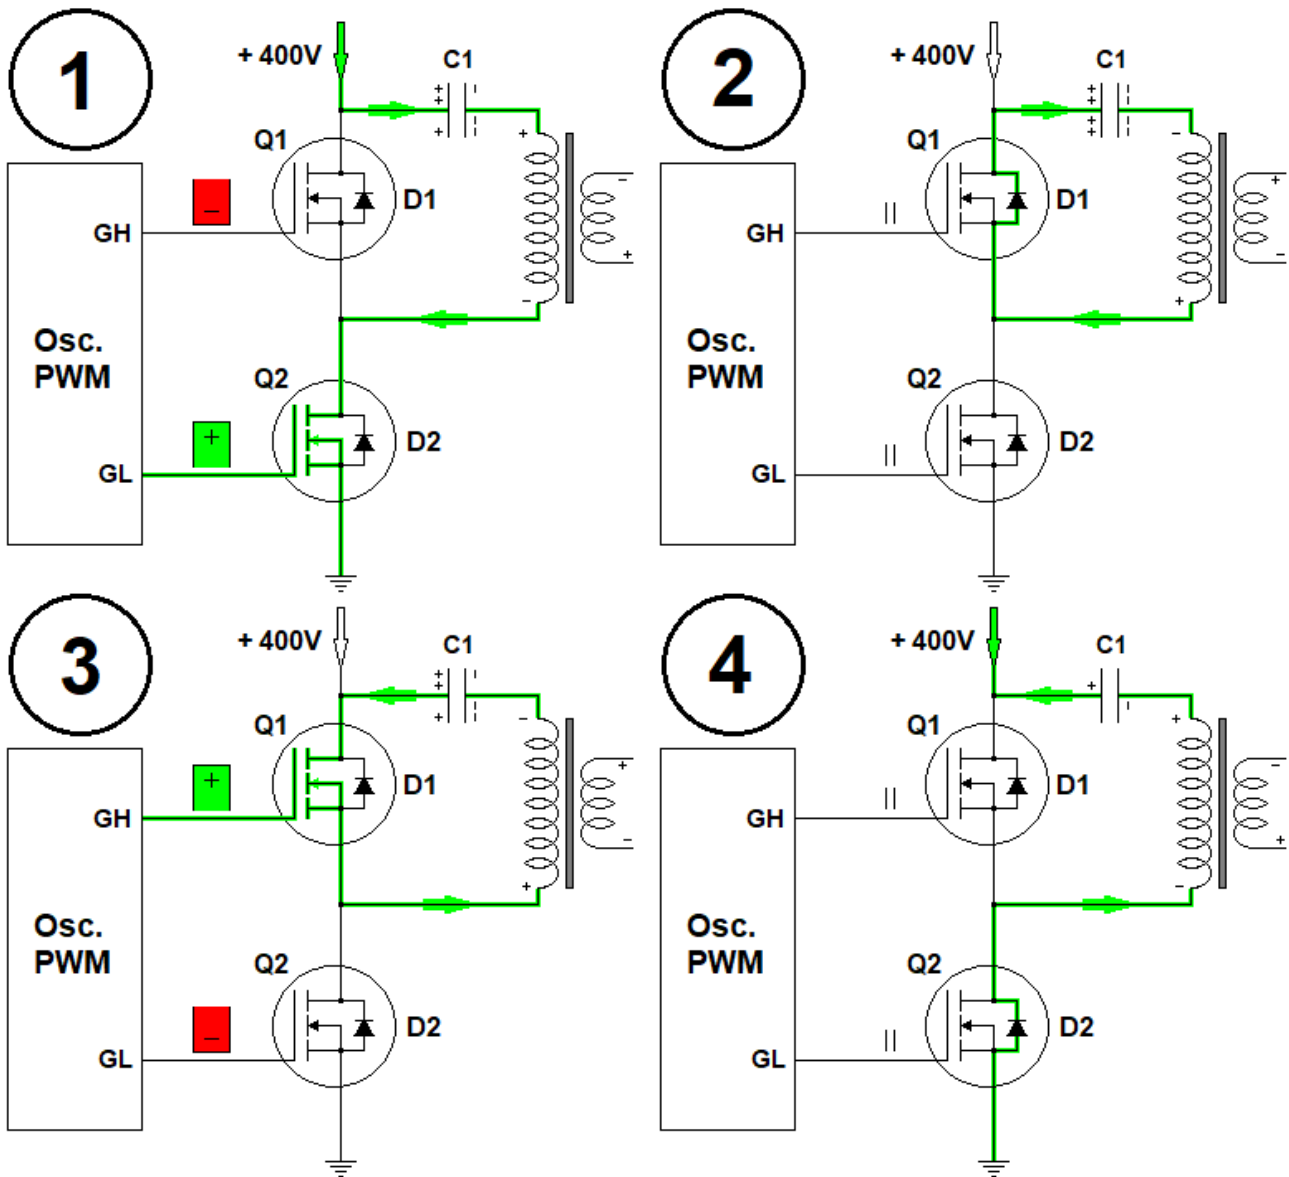 1
+ 400V
C1
Q1
D1
GH
Osc.
PWM
Q2
D2
GL
2
+ 400V
C1
Q1
D1
GH
Osc.
PWM
Q2
D2
GL
3
+ 400V
C1
Q1
D1
GH
Osc.
PWM
Q2
D2
GL
4
+ 400V
C1
Q1
D1
GH
Osc.
PWM
Q2
D2
GL